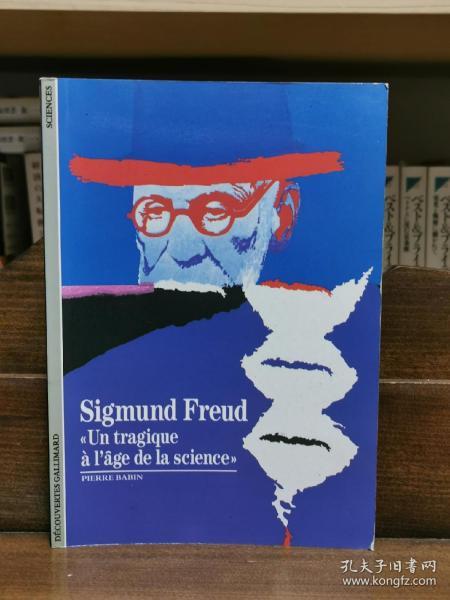 SCIENCES
Sigmund Freud
«Un tragique
à l'âge de la science»
PIERRE BABIN
DÉCOUVERTES GALLIMARD
孔夫子旧书网
www.kongfz.com